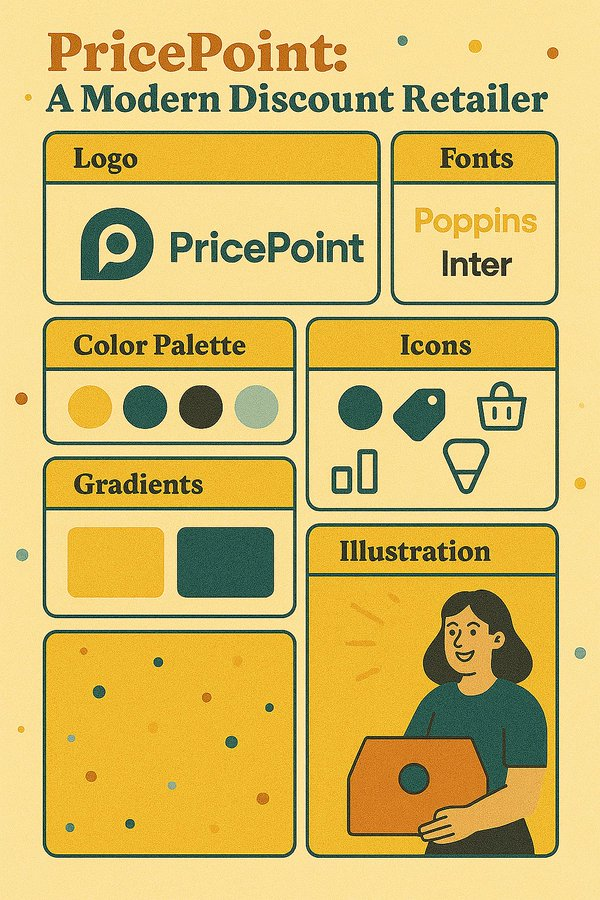 PricePoint:
A Modern Discount Retailer
Logo
PricePoint
Fonts
Poppins
Inter
Color Palette
Icons
Gradients
Illustration